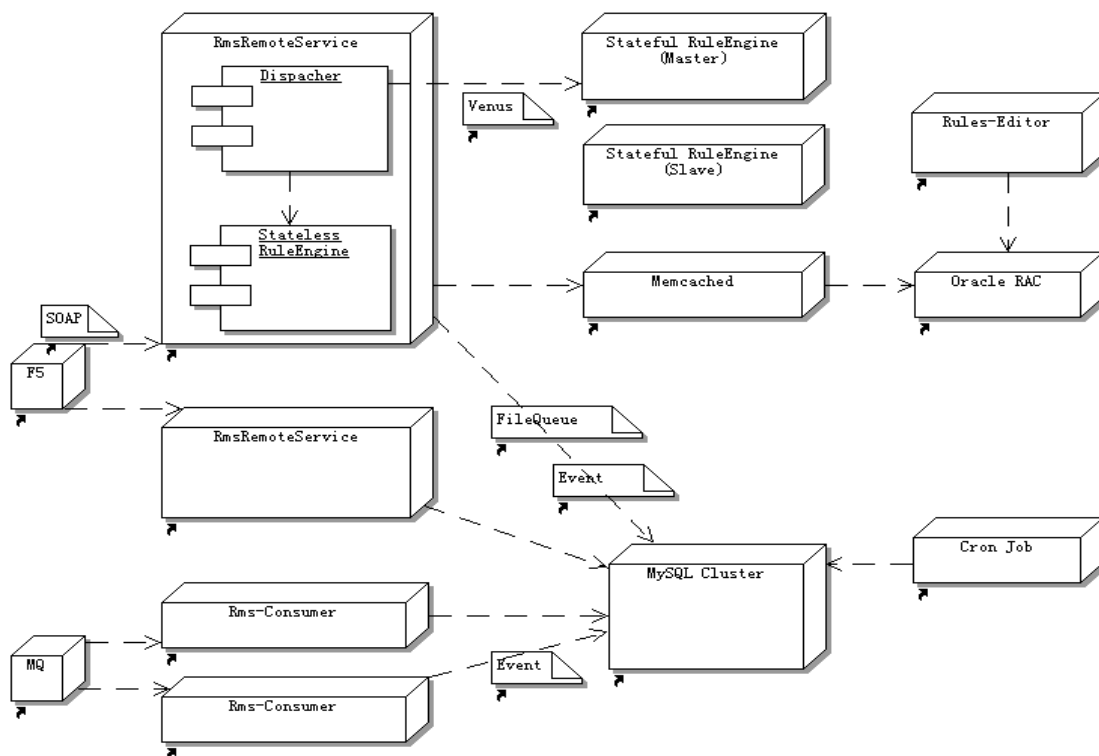 RmsRemoteService
Dispacher
Stateless
RuleEngine
Stateful RuleEngine
(Master)
Venus
Stateful RuleEngine
(Slave)
Rules-Editor
Memcached
Oracle RAC
SOAP
F5
RmsRemoteService
FileQueue
Event
MySQL Cluster
Cron Job
Rms-Consumer
MQ
Event
Rms-Consumer